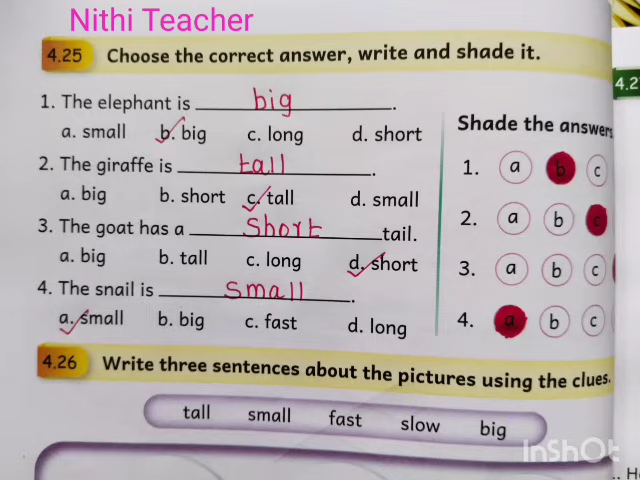 Nithi Teacher
4.25 Choose the correct answer, write and shade it.
1. The elephant is big.
a. small b. big c. long d. short
2. The giraffe is tall.
a. big b. short c. tall d. small
3. The goat has a short tail.
a. big b. tall c. long d. short
4. The snail is small.
a. small b. big c. fast d. long
Shade the answers
1. a b c
2. a b c
3. a b c
4. a b c
4.26 Write three sentences about the pictures using the clues.
tall small fast slow big
InShOt
4.2